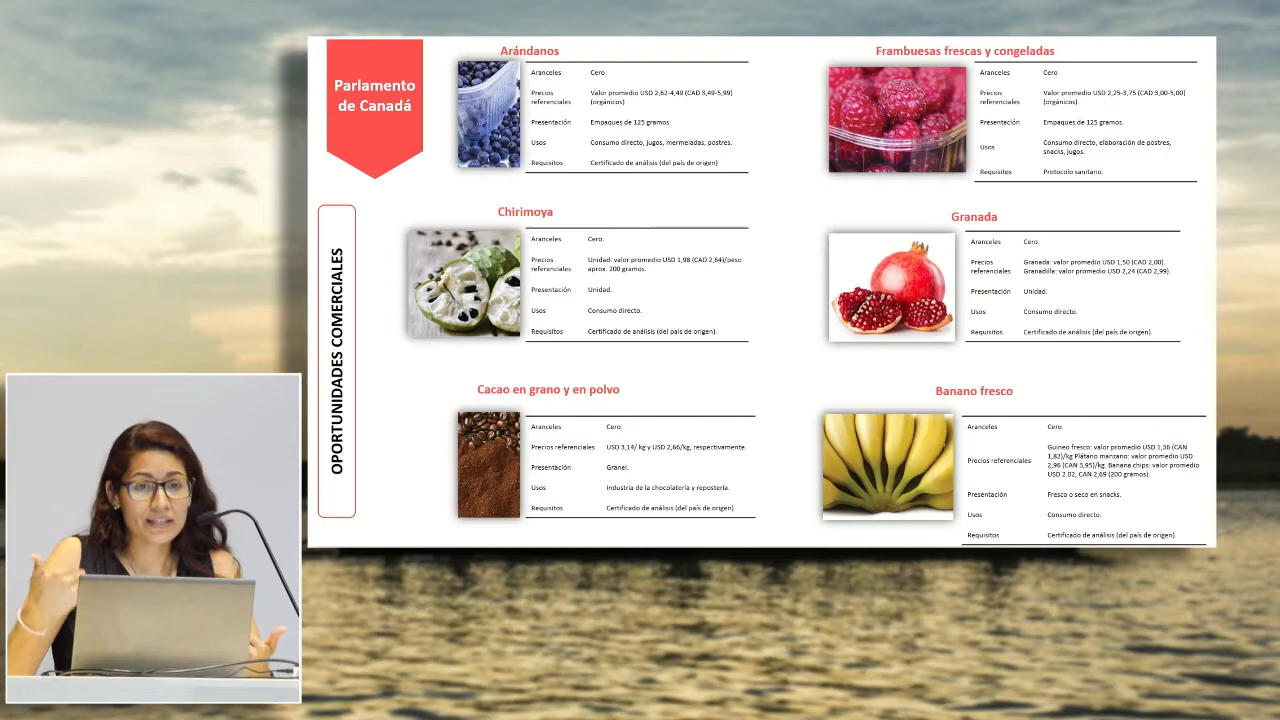 Parlamento
de Canadá
OPORTUNIDADES COMERCIALES
Arándanos
Aranceles Cero
Precios referenciales Valor promedio USD 2,62-4,49 (CAD 3,49-5,99)
(orgánicos)
Presentación Empaques de 125 gramos.
Usos Consumo directo, jugos, mermeladas, postres.
Requisitos Certificado de análisis (del país de origen)
Frambuesas frescas y congeladas
Aranceles Cero
Precios referenciales Valor promedio USD 2,25-3,75 (CAD 3,00-5,00)
(orgánicos).
Presentación Empaques de 125 gramos.
Usos Consumo directo, elaboración de postres,
snacks, jugos.
Requisitos Protocolo sanitario.
Chirimoya
Aranceles Cero.
Precios referenciales Unidad: valor promedio USD 1,98 (CAD 2,64)/peso
aprox. 200 gramos.
Presentación Unidad.
Usos Consumo directo.
Requisitos Certificado de análisis (del país de origen).
Granada
Aranceles Cero.
Precios referenciales Granada: valor promedio USD 1,50 (CAD 2,00).
Granadilla: valor promedio USD 2,24 (CAD 2,99).
Presentación Unidad.
Usos Consumo directo.
Requisitos Certificado de análisis (del país de origen).
Cacao en grano y en polvo
Aranceles Cero.
Precios referenciales USD 3,14/ kg y USD 2,66/kg, respectivamente.
Presentación Granel.
Usos Industria de la chocolatería y repostería.
Requisitos Certificado de análisis (del país de origen).
Banano fresco
Aranceles Cero.
Precios referenciales Guineo fresco: valor promedio USD 1,36 (CAN
1,82)/kg Plátano manzano: valor promedio USD
2,96 (CAN 3,95)/kg. Banana chips: valor promedio
USD 2.02, CAN 2,69 (200 gramos).
Presentación Fresco o seco en snacks.
Usos Consumo directo.
Requisitos Certificado de análisis (del país de origen).